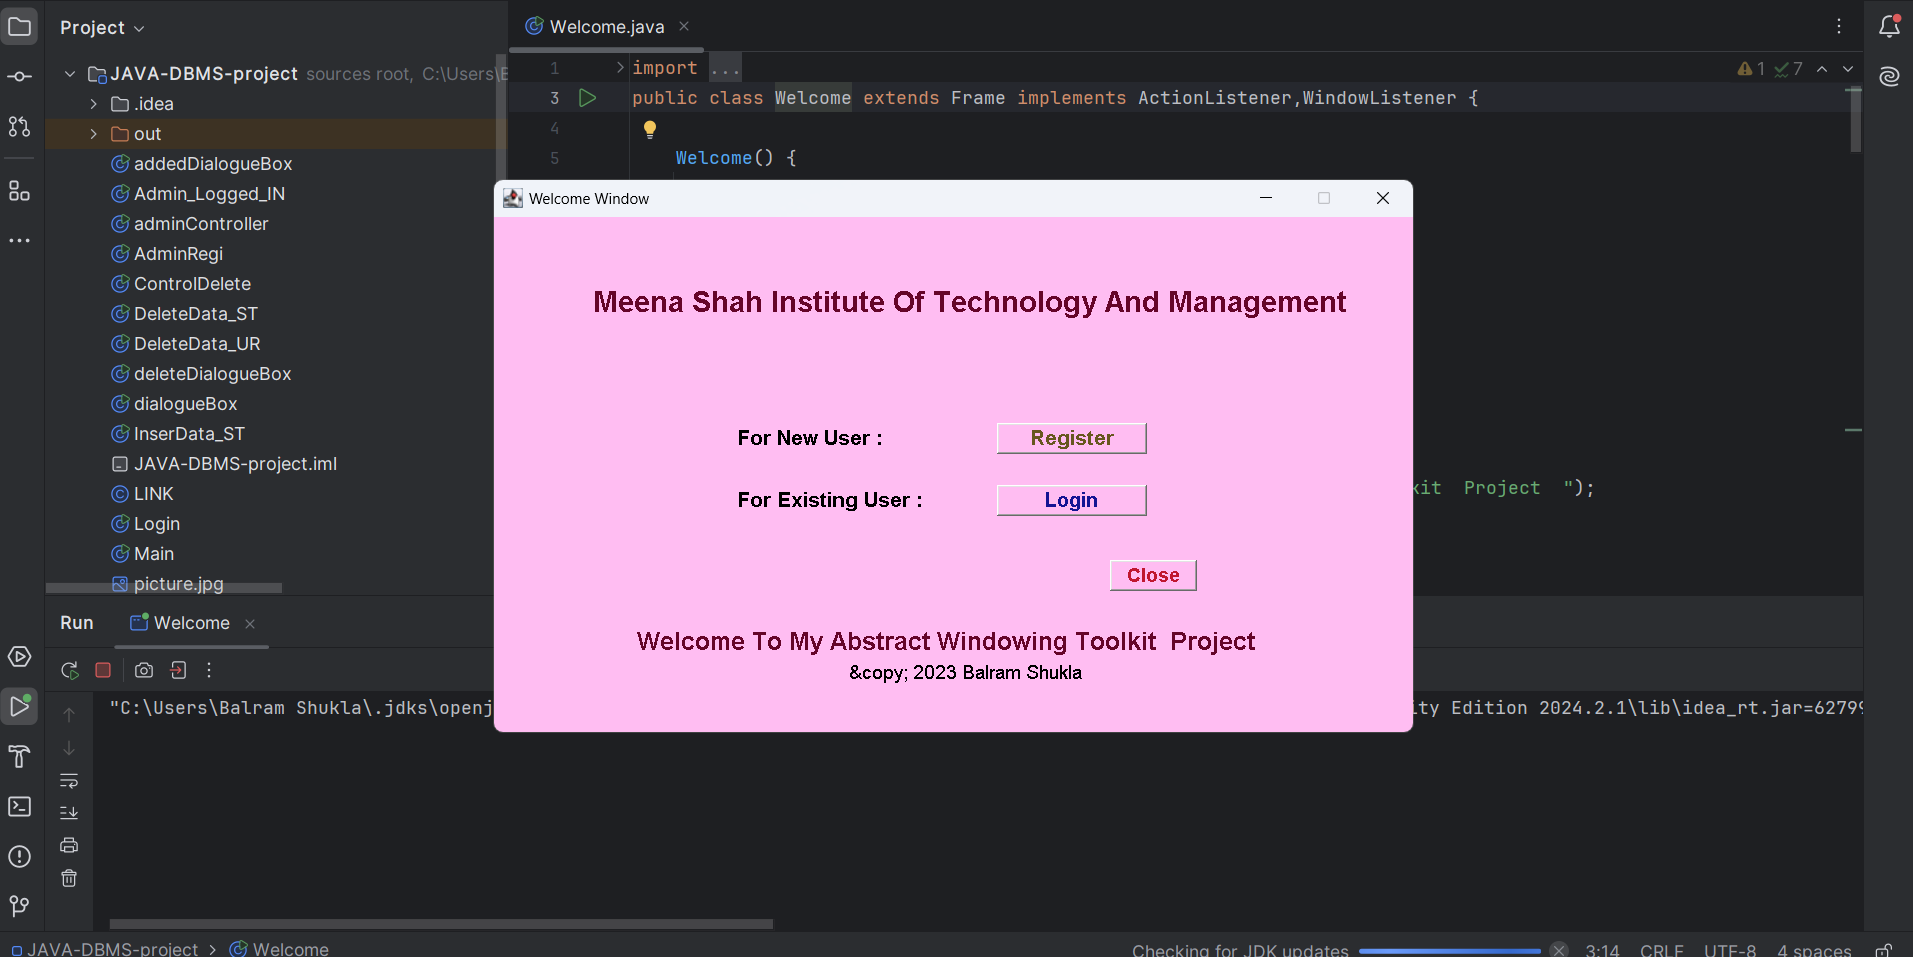 Project
Welcome.java
JAVA-DBMS-project sources root, C:\Users\
.idea
out
addedDialogueBox
Admin_Logged_IN
adminController
AdminRegi
ControlDelete
DeleteData_ST
DeleteData_UR
deleteDialogueBox
dialogueBox
InserData_ST
JAVA-DBMS-project.iml
LINK
Login
Main
picture.jpg
1 import ...
3 public class Welcome extends Frame implements ActionListener,WindowListener {
4
5 Welcome() {
1 7
kit Project ");
Welcome Window
Meena Shah Institute Of Technology And Management
For New User : Register
For Existing User : Login
Close
Welcome To My Abstract Windowing Toolkit Project
&copy; 2023 Balram Shukla
Run Welcome
"C:\Users\Balram Shukla\.jdks\openj
ity Edition 2024.2.1\lib\idea_rt.jar=62799
JAVA-DBMS-project > Welcome
Checking for JDK updates 3:14 CRLF UTF-8 4 spaces